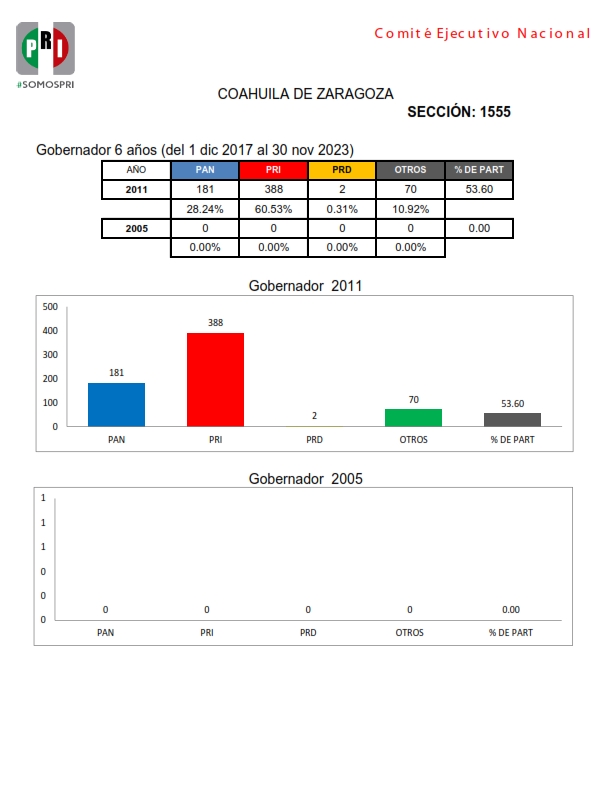 Comité Ejecutivo Nacional
PRI
#SOMOSPRI
COAHUILA DE ZARAGOZA
SECCIÓN: 1555
Gobernador 6 años (del 1 dic 2017 al 30 nov 2023)
AÑO PAN PRI PRD OTROS % DE PART
2011 181 388 2 70 53.60
28.24% 60.53% 0.31% 10.92%
2005 0 0 0 0 0.00
0.00% 0.00% 0.00% 0.00%
Gobernador 2011
500
400
300
200
100
0
181
388
2
70
53.60
PAN PRI PRD OTROS % DE PART
Gobernador 2005
1
1
1
0
0
0
0 0 0 0 0.00
PAN PRI PRD OTROS % DE PART